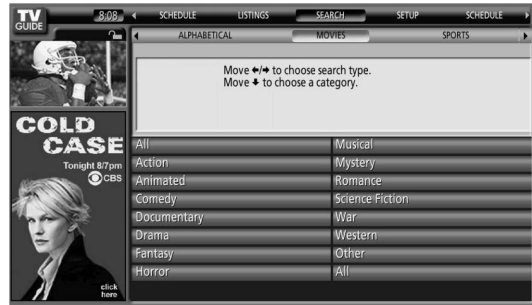 TV
GUIDE
8:08
SCHEDULE LISTINGS SEARCH SETUP SCHEDULE
ALPHABETICAL MOVIES SPORTS
Move ←/→ to choose search type.
Move ↓ to choose a category.
COLD
CASE
Tonight 8/7pm
CBS
click
here
All Musical
Action Mystery
Animated Romance
Comedy Science Fiction
Documentary War
Drama Western
Fantasy Other
Horror All